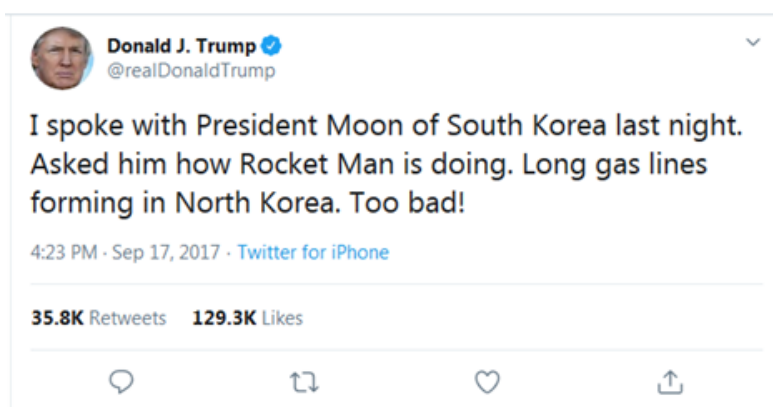 Donald J. Trump
@realDonaldTrump
I spoke with President Moon of South Korea last night.
Asked him how Rocket Man is doing. Long gas lines
forming in North Korea. Too bad!
4:23 PM · Sep 17, 2017 · Twitter for iPhone
35.8K Retweets 129.3K Likes